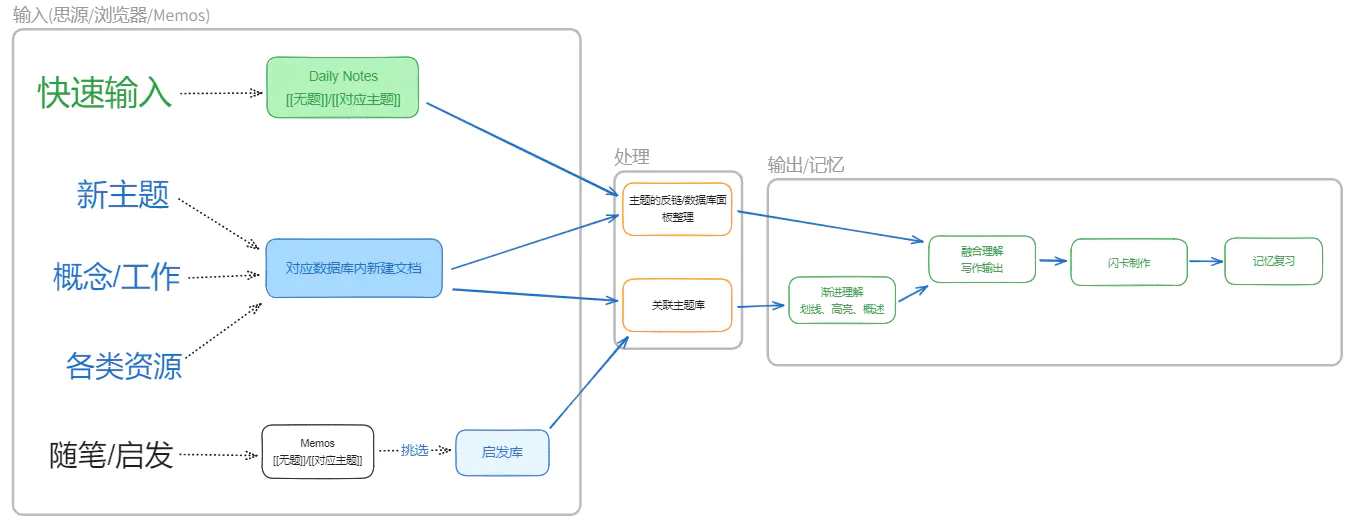 输入(思源/浏览器/Memos)
快速输入
Daily Notes
[[无题]]/[[对应主题]]
新主题
概念/工作
各类资源
对应数据库内新建文档
随笔/启发
Memos
[[无题]]/[[对应主题]]
挑选
启发库
处理
主题的反链/数据库面
板整理
关联主题库
输出/记忆
渐进理解
划线、高亮、概述
融合理解
写作输出
闪卡制作
记忆复习